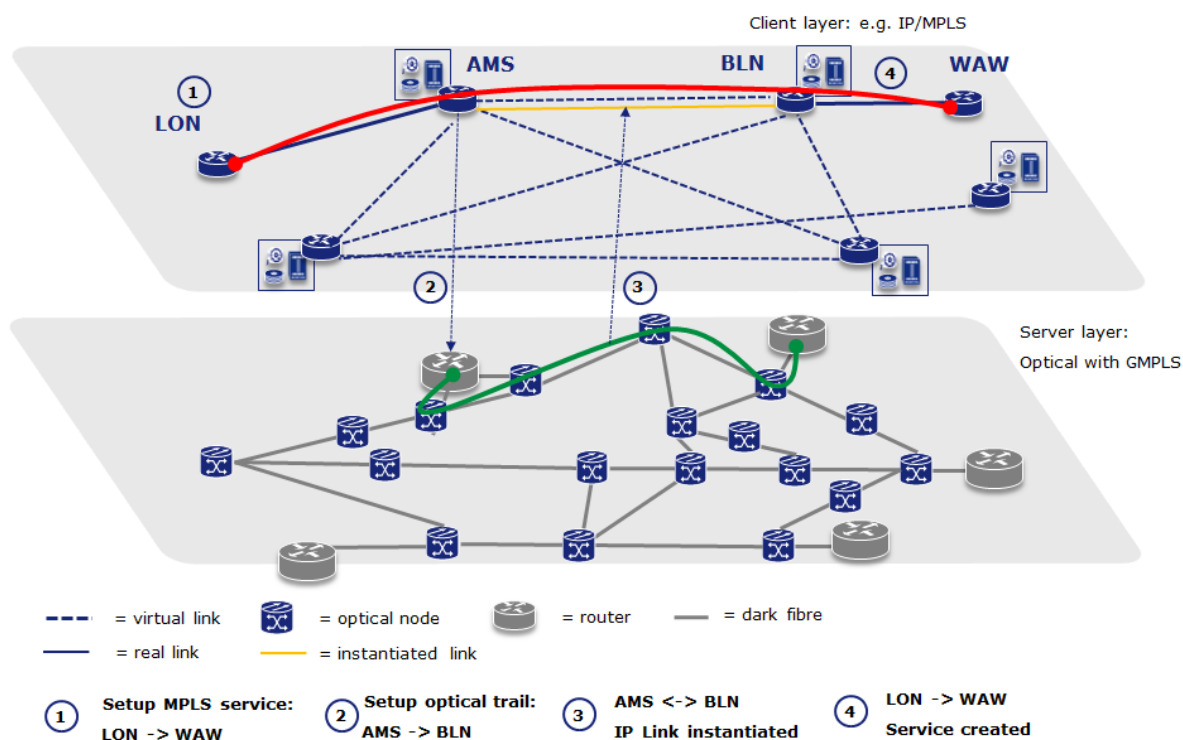 Client layer: e.g. IP/MPLS
AMS
BLN
4
WAW
1
LON
2
3
Server layer:
Optical with GMPLS
= virtual link
= optical node
= router
= dark fibre
= real link
= instantiated link
1 Setup MPLS service:
LON -> WAW
2 Setup optical trail:
AMS -> BLN
3 AMS <-> BLN
IP Link instantiated
4 LON -> WAW
Service created